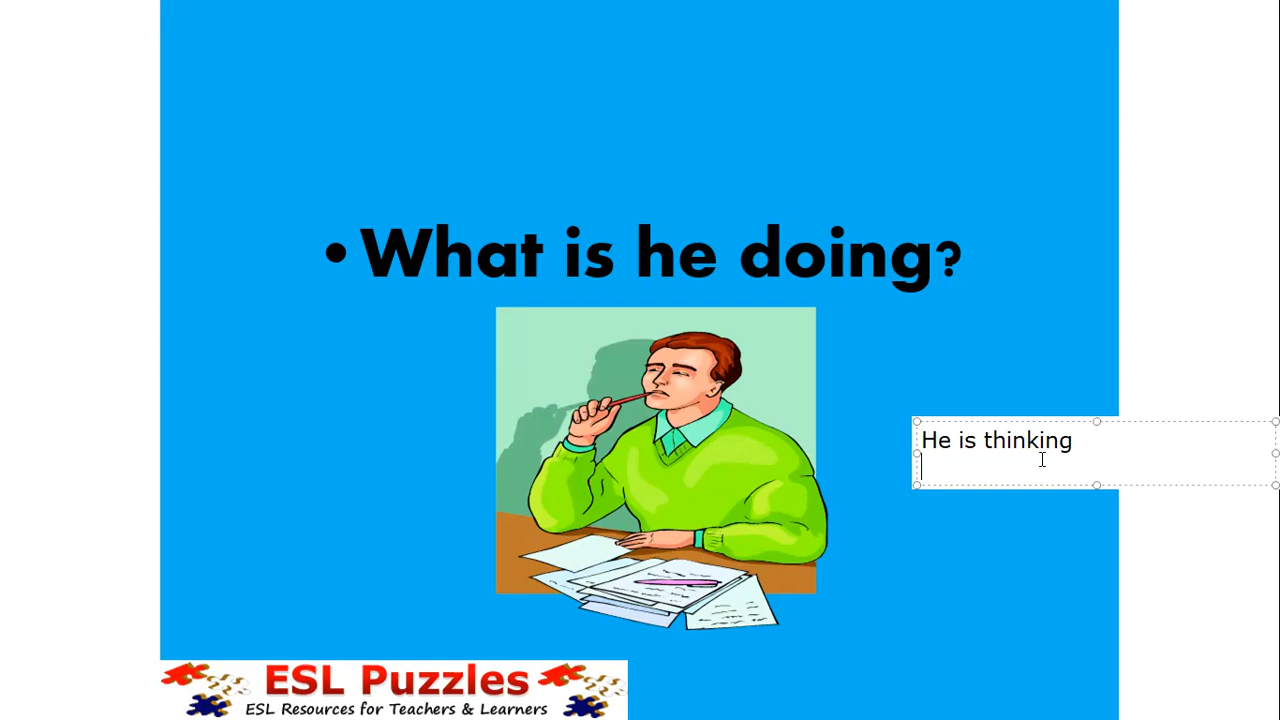 • What is he doing?
He is thinking
ESL Puzzles
ESL Resources for Teachers & Learners